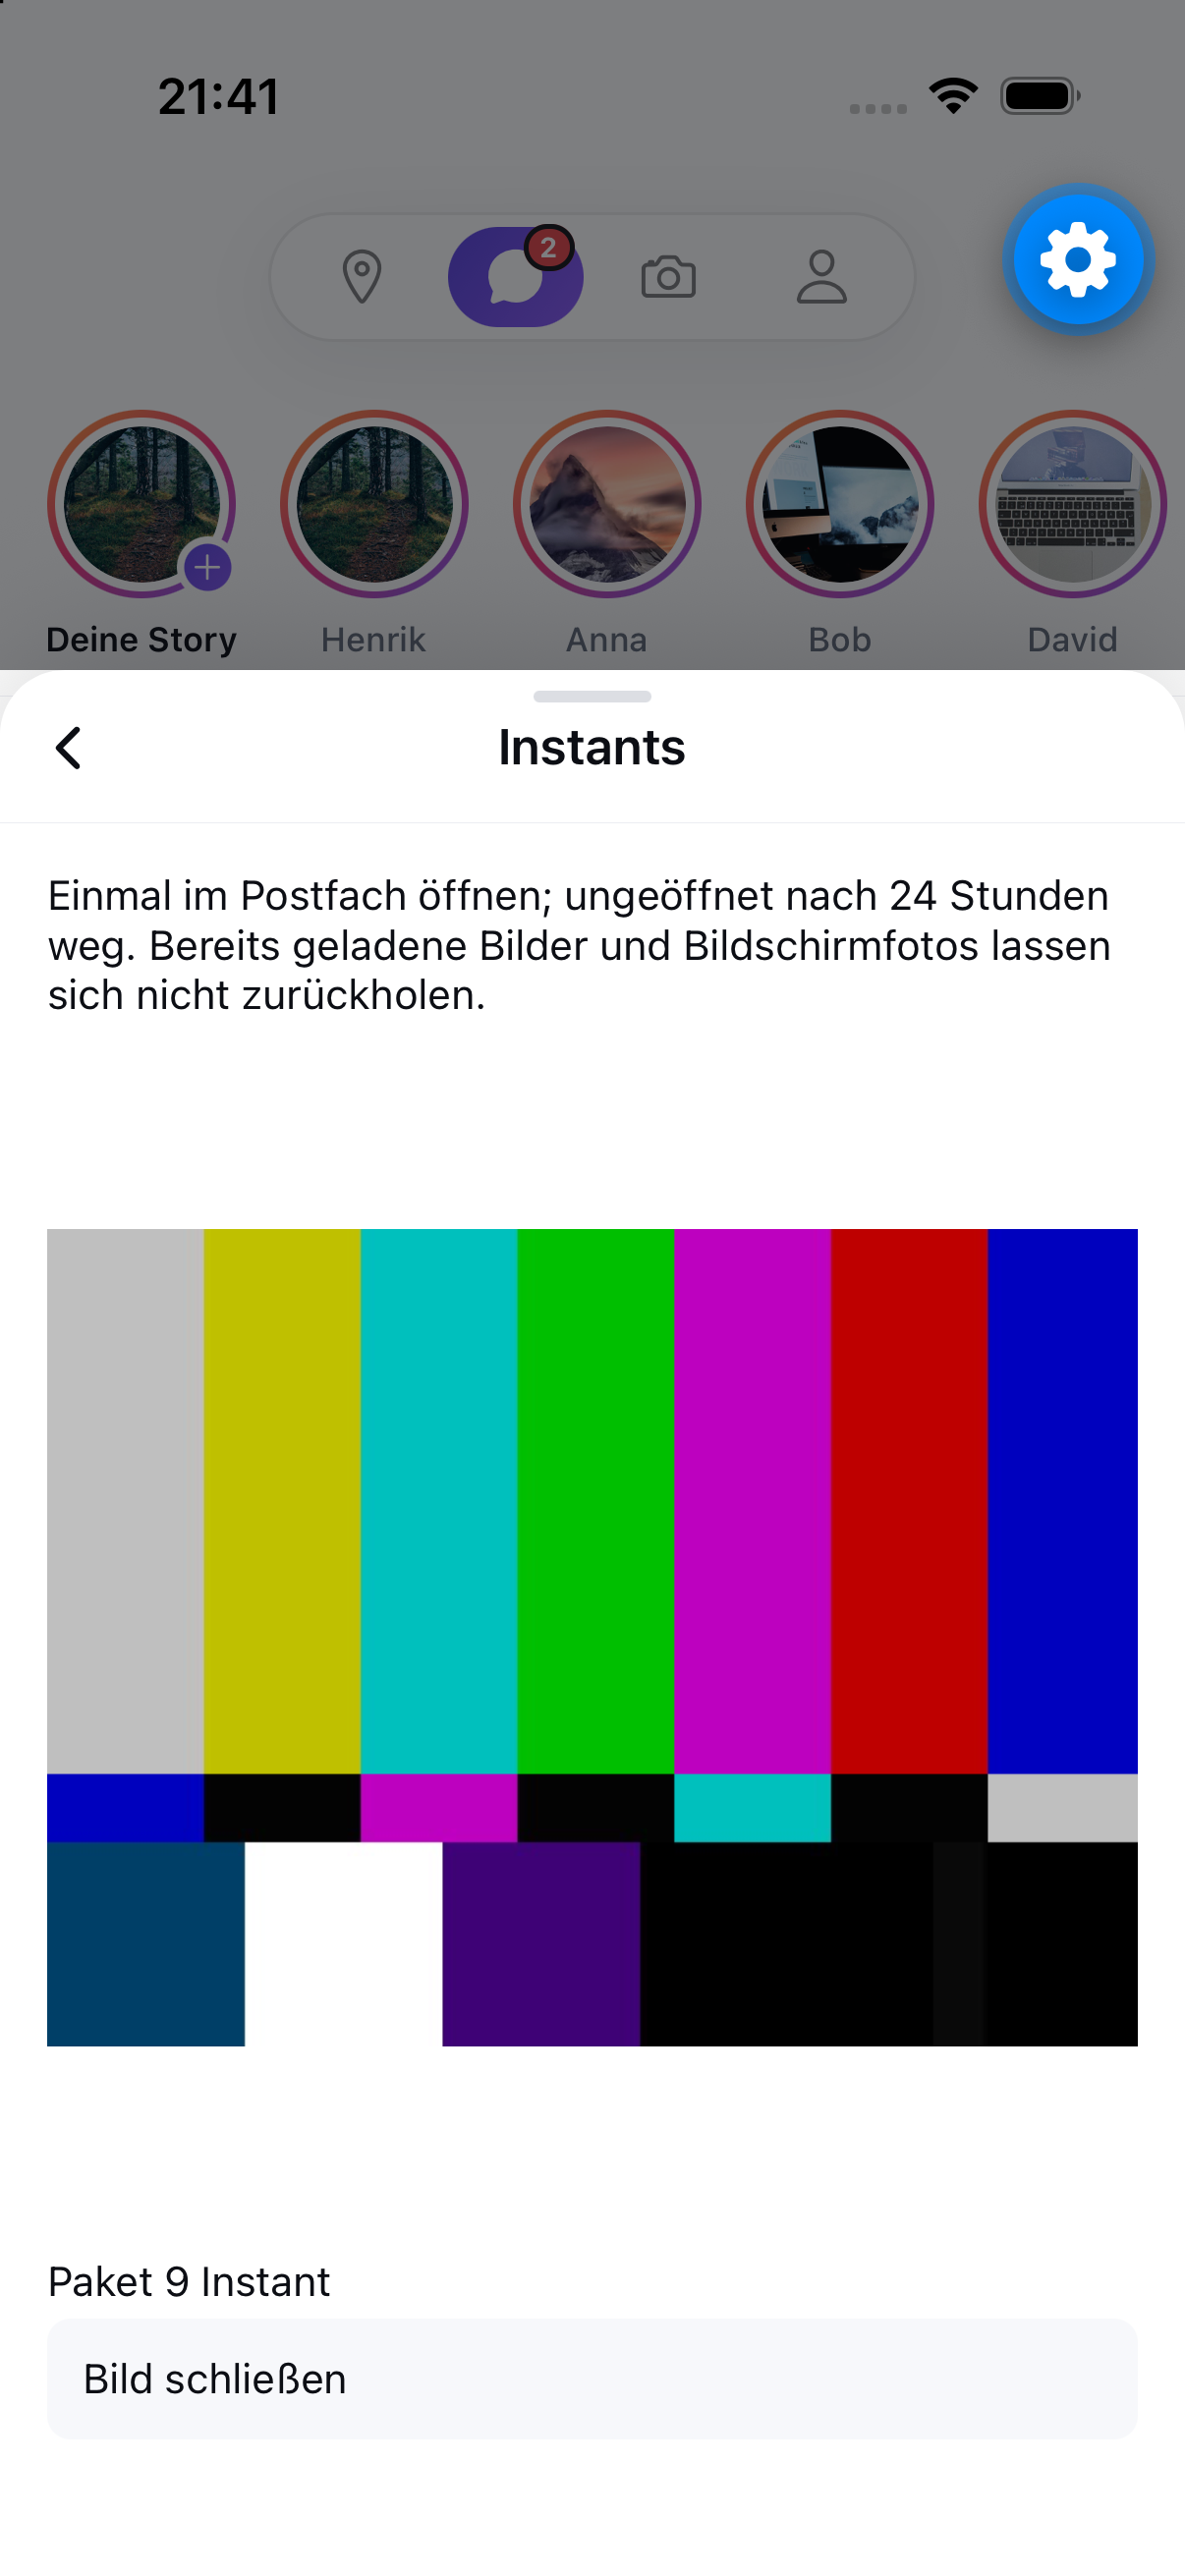 21:41
2
Deine Story
Henrik
Anna
Bob
David
Instants
Einmal im Postfach öffnen; ungeöffnet nach 24 Stunden
weg. Bereits geladene Bilder und Bildschirmfotos lassen
sich nicht zurückholen.
Paket 9 Instant
Bild schließen